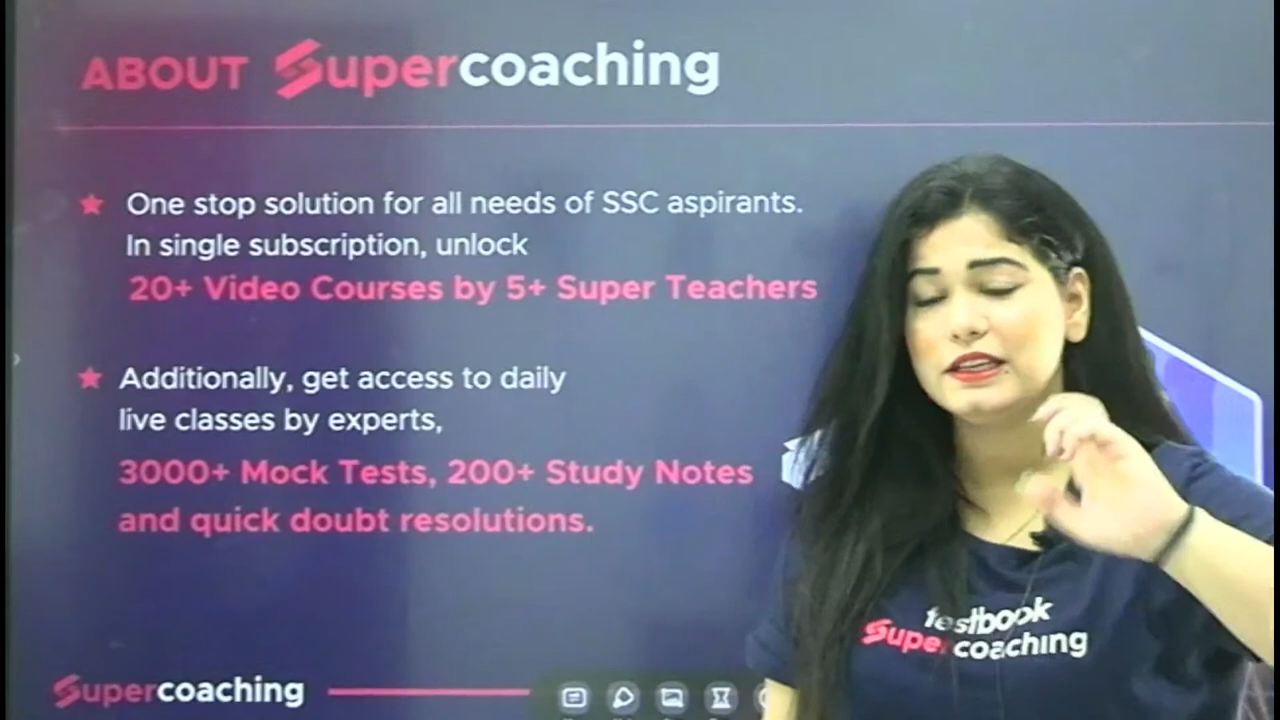 ABOUT Supercoaching
One stop solution for all needs of SSC aspirants.
In single subscription, unlock
20+ Video Courses by 5+ Super Teachers
Additionally, get access to daily
live classes by experts,
3000+ Mock Tests, 200+ Study Notes
and quick doubt resolutions.
testbook
Supercoaching
Supercoaching